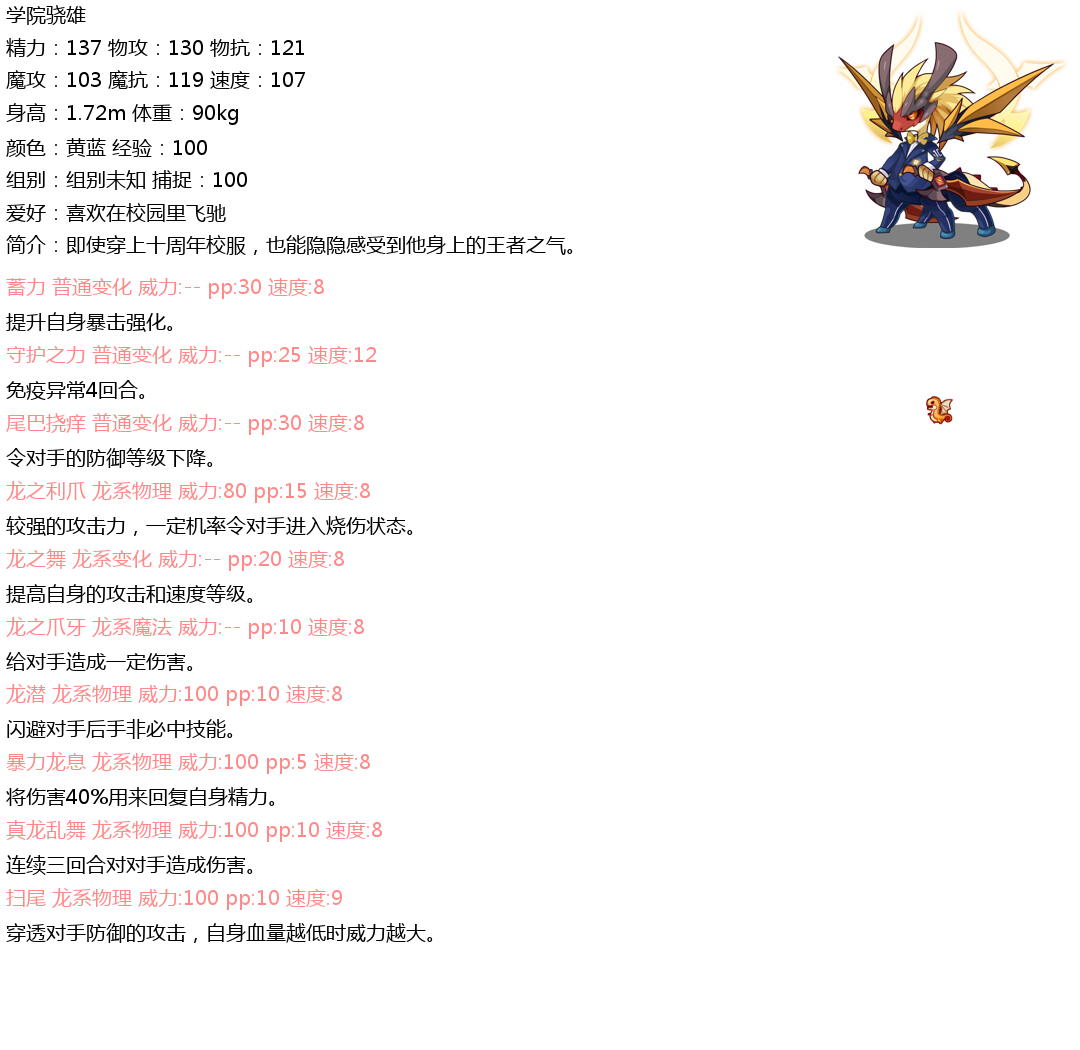 学院骁雄
精力：137 物攻：130 物抗：121
魔攻：103 魔抗：119 速度：107
身高：1.72m 体重：90kg
颜色：黄蓝 经验：100
组别：组别未知 捕捉：100
爱好：喜欢在校园里飞驰
简介：即使穿上十周年校服，也能隐隐感受到他身上的王者之气。
蓄力 普通变化 威力:-- pp:30 速度:8
提升自身暴击强化。
守护之力 普通变化 威力:-- pp:25 速度:12
免疫异常4回合。
尾巴挠痒 普通变化 威力:-- pp:30 速度:8
令对手的防御等级下降。
龙之利爪 龙系物理 威力:80 pp:15 速度:8
较强的攻击力，一定机率令对手进入烧伤状态。
龙之舞 龙系变化 威力:-- pp:20 速度:8
提高自身的攻击和速度等级。
龙之爪牙 龙系魔法 威力:-- pp:10 速度:8
给对手造成一定伤害。
龙潜 龙系物理 威力:100 pp:10 速度:8
闪避对手后手非必中技能。
暴力龙息 龙系物理 威力:100 pp:5 速度:8
将伤害40%用来回复自身精力。
真龙乱舞 龙系物理 威力:100 pp:10 速度:8
连续三回合对对手造成伤害。
扫尾 龙系物理 威力:100 pp:10 速度:9
穿透对手防御的攻击，自身血量越低时威力越大。